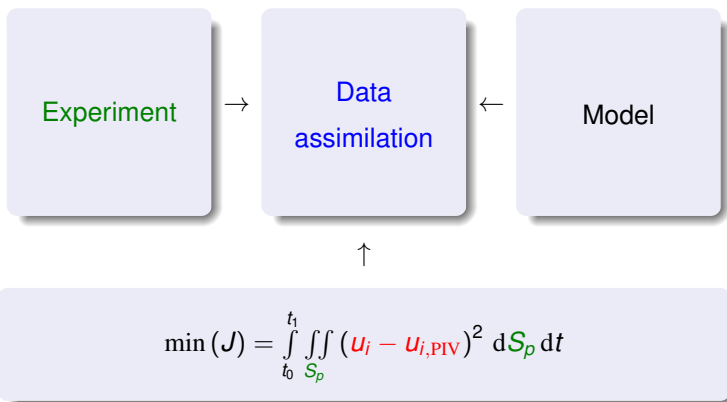 Experiment
→
Data
assimilation
←
Model
↑
min (J) = ∫_{t_0}^{t_1} ∬_{S_p} (u_i − u_{i,PIV})^2 dS_p dt